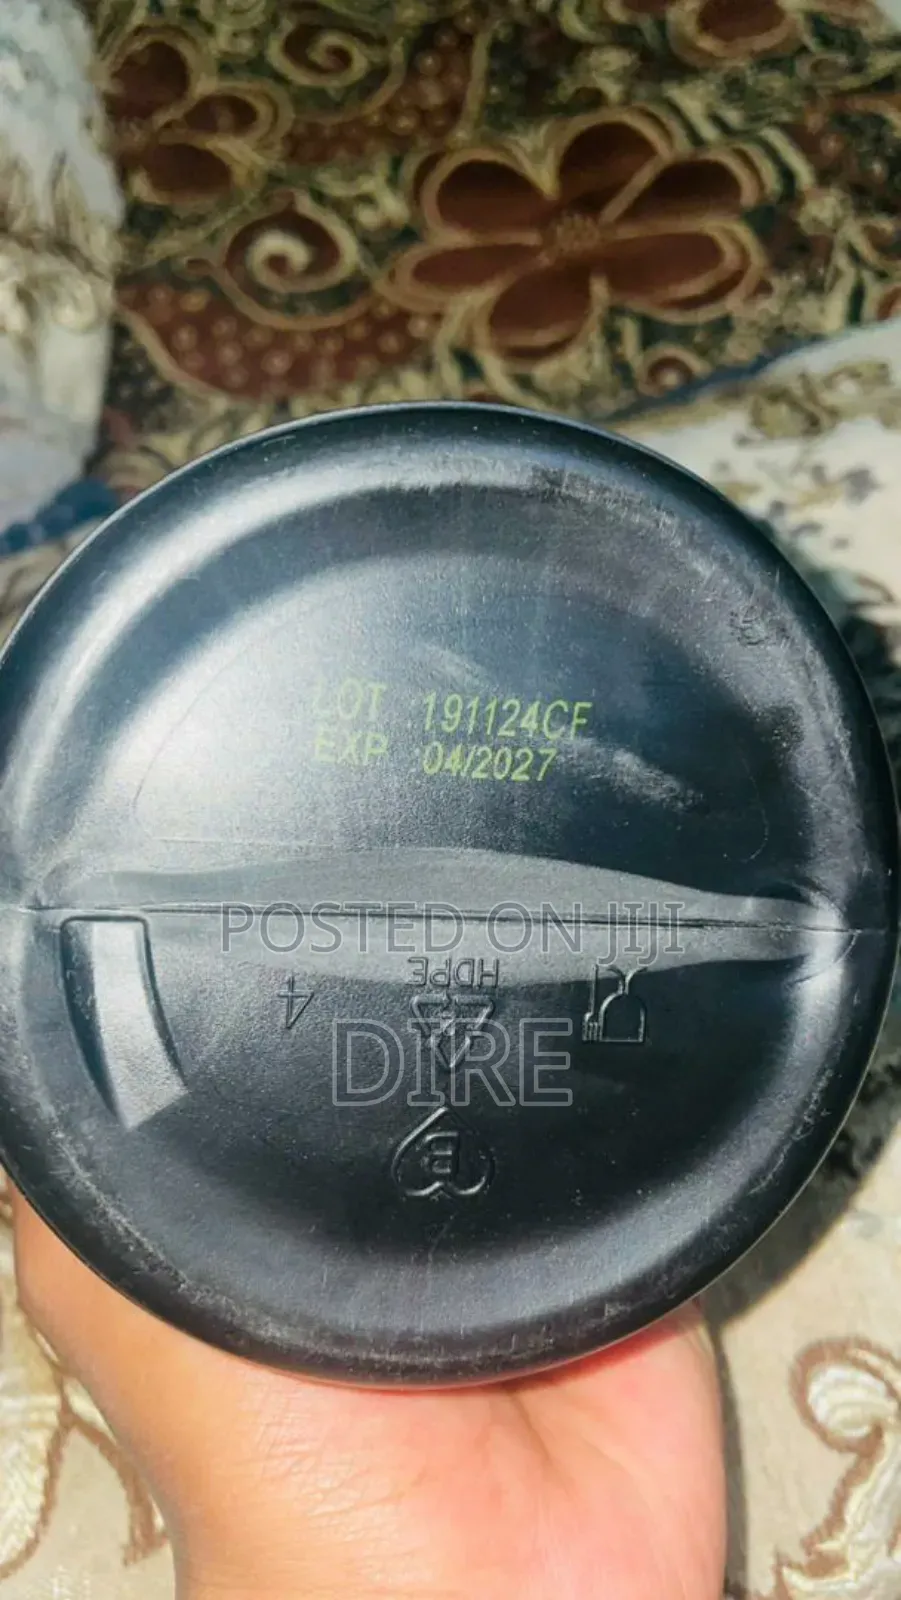 LOT 191124CF
EXP 04/2027
POSTED ON JIJI
HDPE
4
DIRE
B